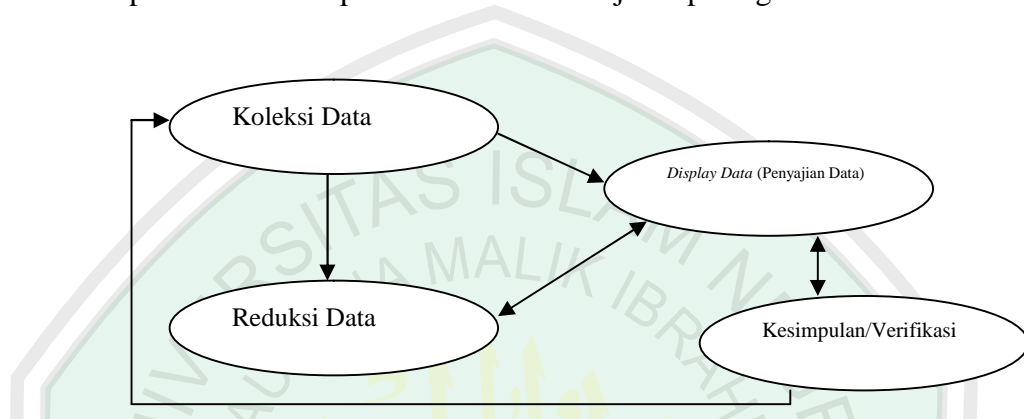 Koleksi Data
Display Data (Penyajian Data)
Reduksi Data
Kesimpulan/Verifikasi